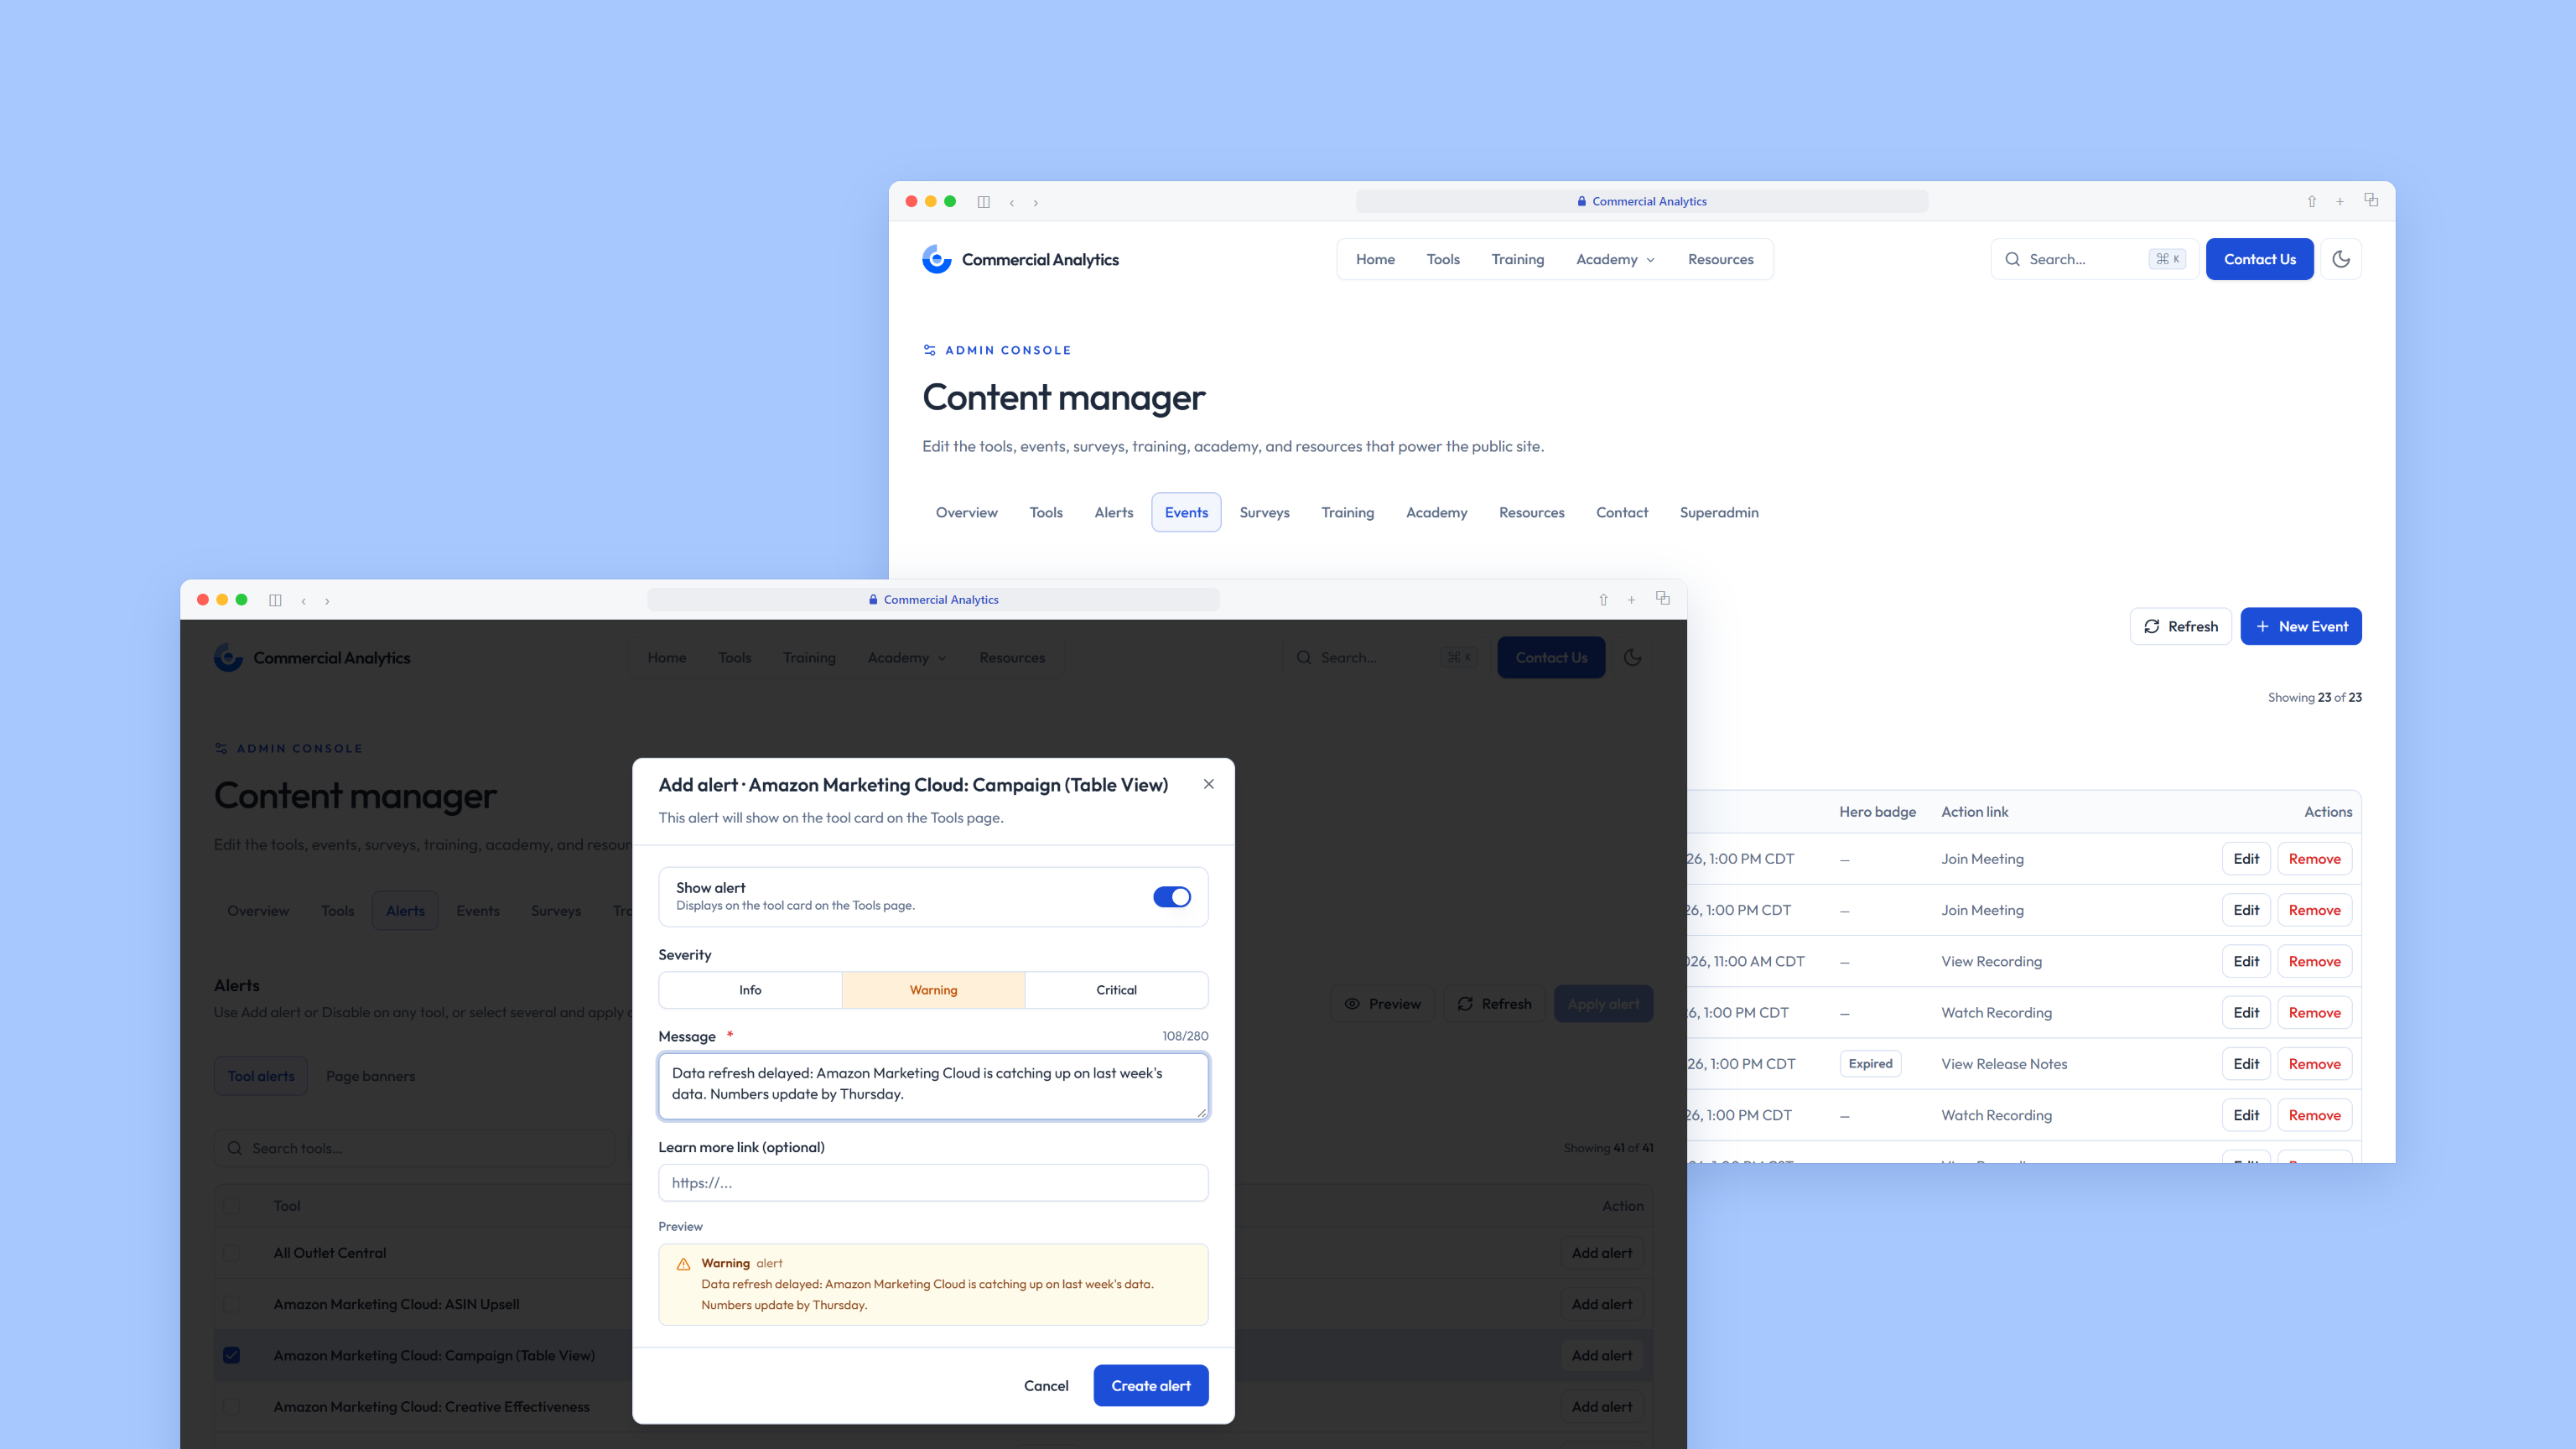 Commercial Analytics
Commercial Analytics
Home Tools Training Academy Resources
Search... ⌘ K
Contact Us
ADMIN CONSOLE
Content manager
Edit the tools, events, surveys, training, academy, and resources that power the public site.
Overview Tools Alerts Events Surveys Training Academy Resources Contact Superadmin
Refresh + New Event
Showing 23 of 23
Hero badge Action link Actions
26, 1:00 PM CDT — Join Meeting Edit Remove
26, 1:00 PM CDT — Join Meeting Edit Remove
026, 11:00 AM CDT — View Recording Edit Remove
6, 1:00 PM CDT — Watch Recording Edit Remove
26, 1:00 PM CDT Expired View Release Notes Edit Remove
26, 1:00 PM CDT — Watch Recording Edit Remove
Commercial Analytics
Commercial Analytics
Home Tools Training Academy Resources
Search... ⌘ K
Contact Us
ADMIN CONSOLE
Content manager
Edit the tools, events, surveys, training, academy, and resour
Overview Tools Alerts Events Surveys Tra
Alerts
Use Add alert or Disable on any tool, or select several and apply
Preview Refresh Apply alert
Tool alerts Page banners
Search tools...
Showing 41 of 41
Tool Action
All Outlet Central Add alert
Amazon Marketing Cloud: ASIN Upsell Add alert
Amazon Marketing Cloud: Campaign (Table View) Add alert
Amazon Marketing Cloud: Creative Effectiveness Add alert
Add alert · Amazon Marketing Cloud: Campaign (Table View)
This alert will show on the tool card on the Tools page.
Show alert
Displays on the tool card on the Tools page.
Severity
Info Warning Critical
Message * 108/280
Data refresh delayed: Amazon Marketing Cloud is catching up on last week's
data. Numbers update by Thursday.
Learn more link (optional)
https://...
Preview
Warning alert
Data refresh delayed: Amazon Marketing Cloud is catching up on last week's data.
Numbers update by Thursday.
Cancel Create alert